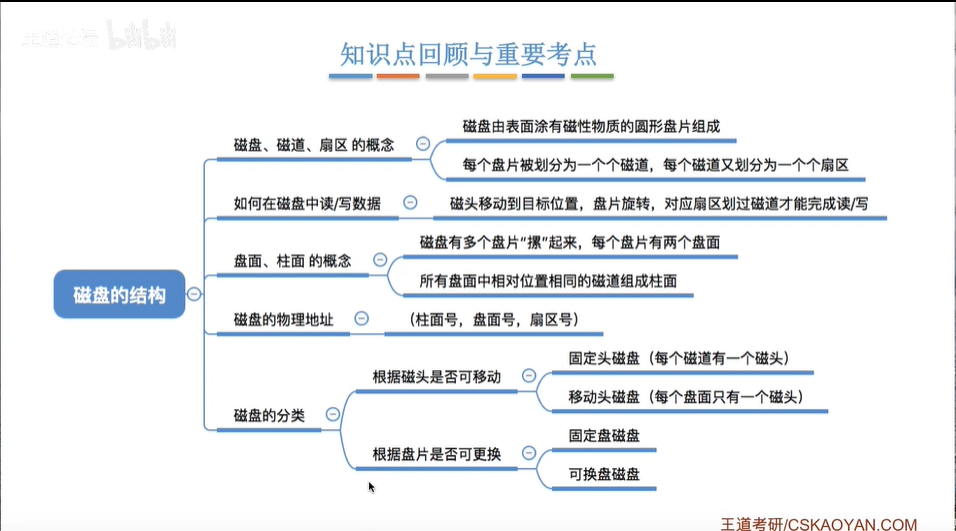 bilibili
知识点回顾与重要考点
磁盘的结构
磁盘、磁道、扇区 的概念
磁盘由表面涂有磁性物质的圆形盘片组成
每个盘片被划分为一个个磁道，每个磁道又划分为一个个扇区
如何在磁盘中读/写数据
磁头移动到目标位置，盘片旋转，对应扇区划过磁道才能完成读/写
盘面、柱面 的概念
磁盘有多个盘片“摞”起来，每个盘片有两个盘面
所有盘面中相对位置相同的磁道组成柱面
磁盘的物理地址
（柱面号，盘面号，扇区号）
磁盘的分类
根据磁头是否可移动
固定头磁盘（每个磁道有一个磁头）
移动头磁盘（每个盘面只有一个磁头）
根据盘片是否可更换
固定盘磁盘
可换盘磁盘
王道考研/CSKAOYAN.COM